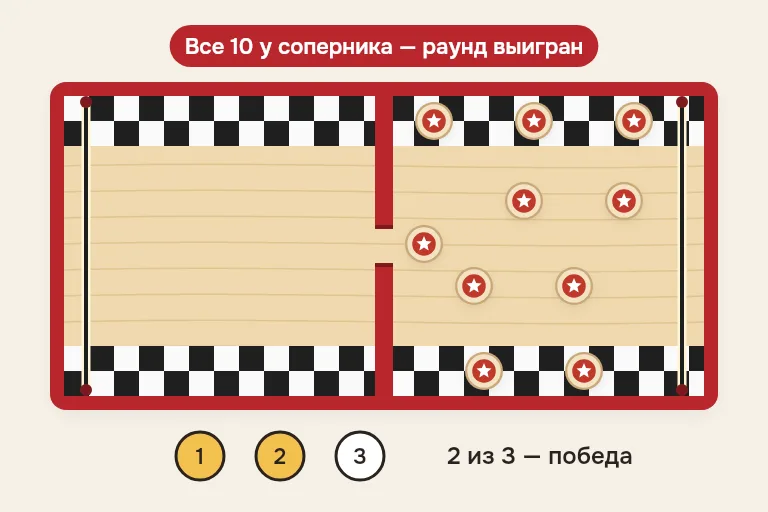 Все 10 у соперника — раунд выигран
1 2 3 2 из 3 — победа